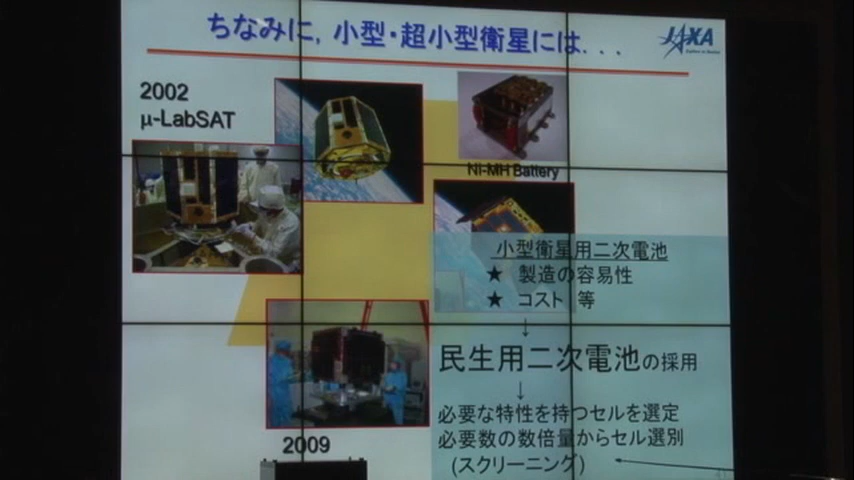 ちなみに, 小型・超小型衛星には...
JAXA
2002
μ-LabSAT
Ni-MH Battery
小型衛星用二次電池
★ 製造の容易性
★ コスト 等
↓
民生用二次電池の採用
↓
必要な特性を持つセルを選定
必要数の数倍量からセル選別
(スクリーニング)
2009